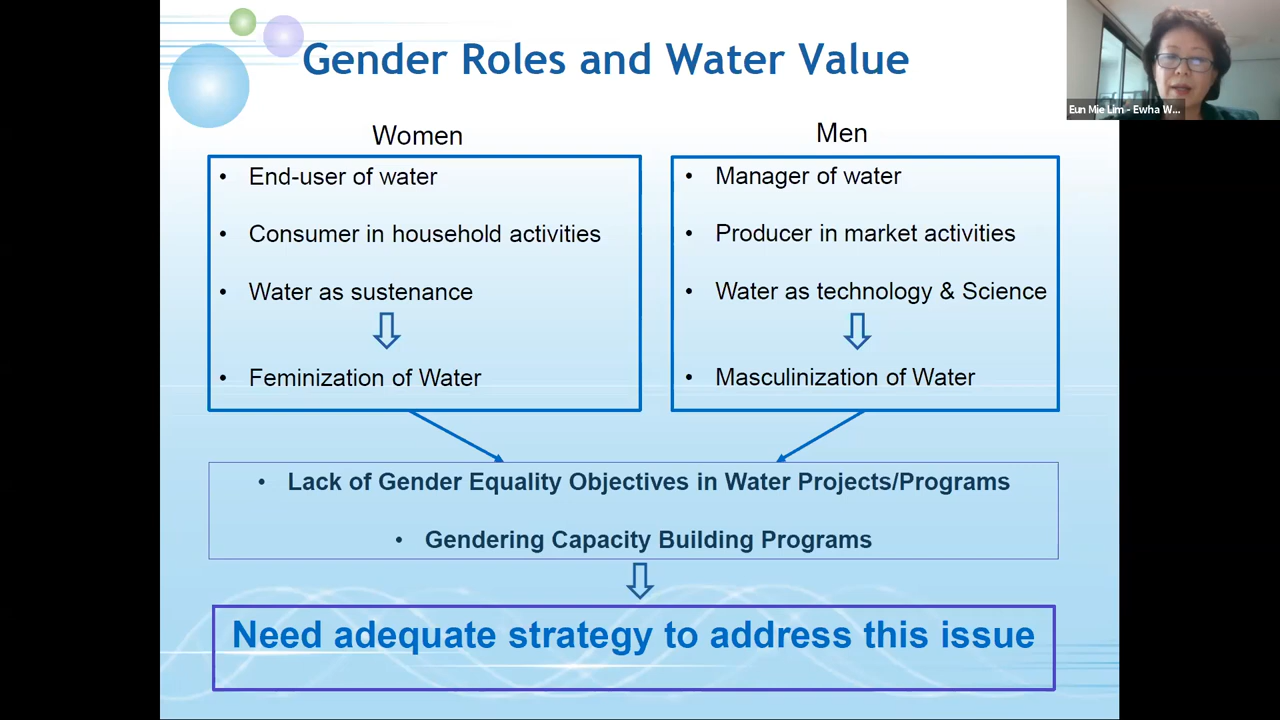 Gender Roles and Water Value
Eun Mie Lim - Ewha W...
Women
• End-user of water
• Consumer in household activities
• Water as sustenance
• Feminization of Water
Men
• Manager of water
• Producer in market activities
• Water as technology & Science
• Masculinization of Water
• Lack of Gender Equality Objectives in Water Projects/Programs
• Gendering Capacity Building Programs
Need adequate strategy to address this issue